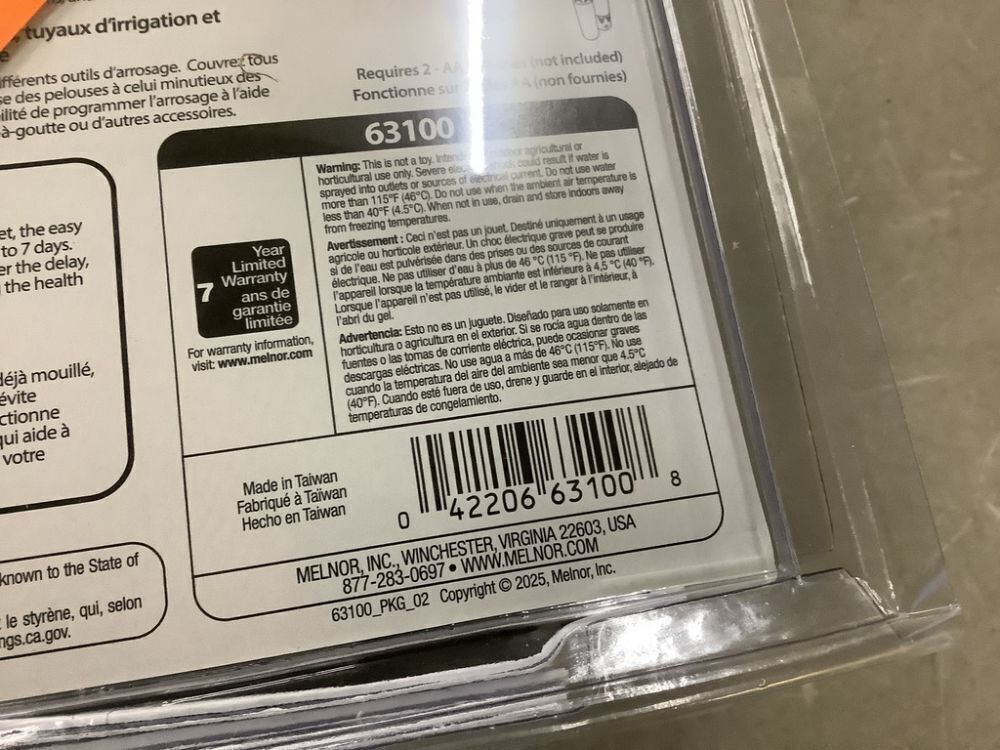 tuyaux d'irrigation et
ifférents outils d'arrosage. Couvrez tous
se des pelouses à celui minutieux des
ilité de programmer l'arrosage à l'aide
-à-goutte ou d'autres accessoires.
Requires 2 - AA (not included)
Fonctionne sur AA (non fournies)
63100
Warning: This is not a toy. agricultural or
horticultural use only. Severe shock could result if water is
sprayed into outlets or sources of electrical current. Do not use water
more than 115°F (46°C). Do not use when the ambient air temperature is
less than 40°F (4.5°C). When not in use, drain and store indoors away
from freezing temperatures.
Avertissement : Ceci n'est pas un jouet. Destiné uniquement à un usage
agricole ou horticole extérieur. Un choc électrique grave peut se produire
si de l'eau est pulvérisée dans des prises ou des sources de courant
électrique. Ne pas utiliser d'eau à plus de 46 °C (115 °F). Ne pas utiliser
l'appareil lorsque la température ambiante est inférieure à 4,5 °C (40 °F).
Lorsque l'appareil n'est pas utilisé, le vider et le ranger à l'intérieur, à
l'abri du gel.
Advertencia: Esto no es un juguete. Diseñado para uso solamente en
horticultura o agricultura en el exterior. Si se rocía agua dentro de las
fuentes o las tomas de corriente eléctrica, puede ocasionar graves
descargas eléctricas. No use agua a más de 46°C (115°F). No use
cuando la temperatura del aire del ambiente sea menor que 4.5°C
(40°F). Cuando esté fuera de uso, drene y guarde en el interior, alejado de
temperaturas de congelamiento.
7
Year
Limited
Warranty
ans de
garantie
limitée
For warranty information,
visit: www.melnor.com
et, the easy
to 7 days.
er the delay,
the health
déjà mouillé,
évite
ctionne
qui aide à
votre
Made in Taiwan
Fabriqué à Taïwan
Hecho en Taiwan
0 42206 63100 8
MELNOR, INC., WINCHESTER, VIRGINIA 22603, USA
877-283-0697 • WWW.MELNOR.COM
63100_PKG_02 Copyright © 2025, Melnor, Inc.
known to the State of
le styrène, qui, selon
ngs.ca.gov.